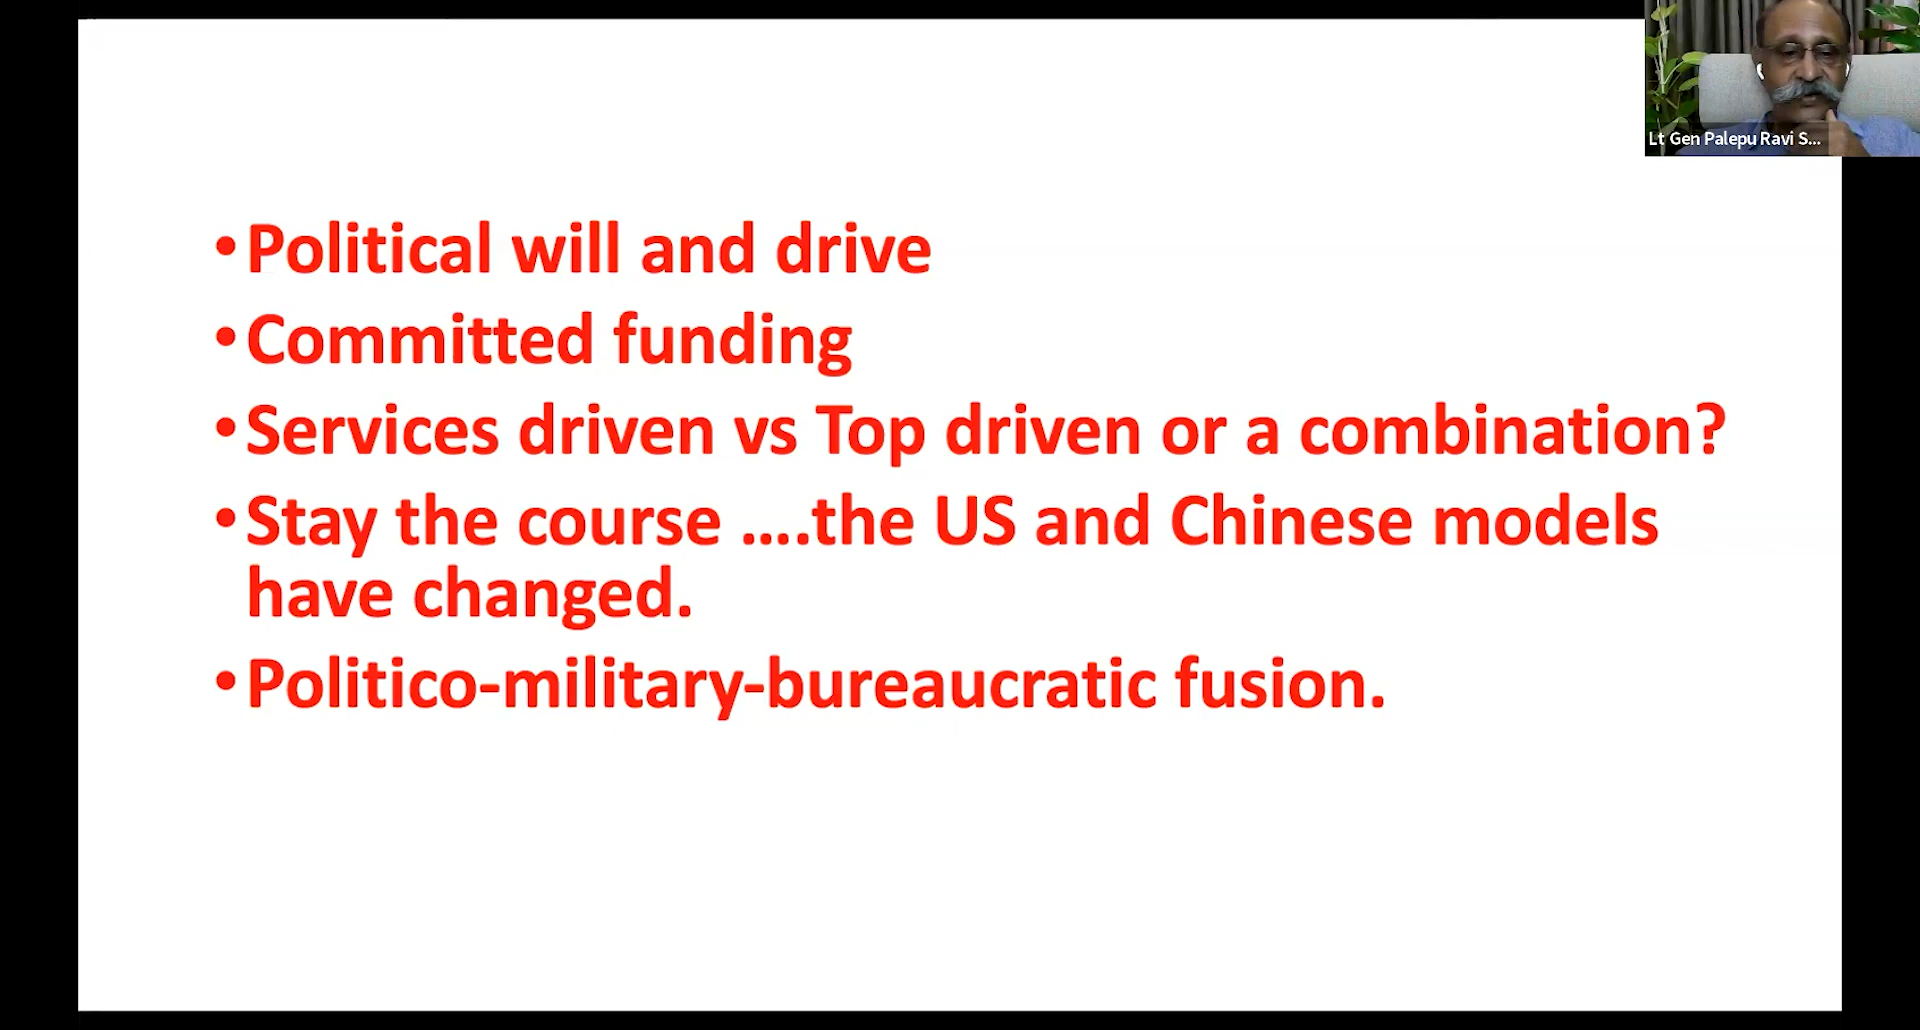 Lt Gen Palepu Ravi S...
•Political will and drive
•Committed funding
•Services driven vs Top driven or a combination?
•Stay the course ....the US and Chinese models
have changed.
•Politico-military-bureaucratic fusion.